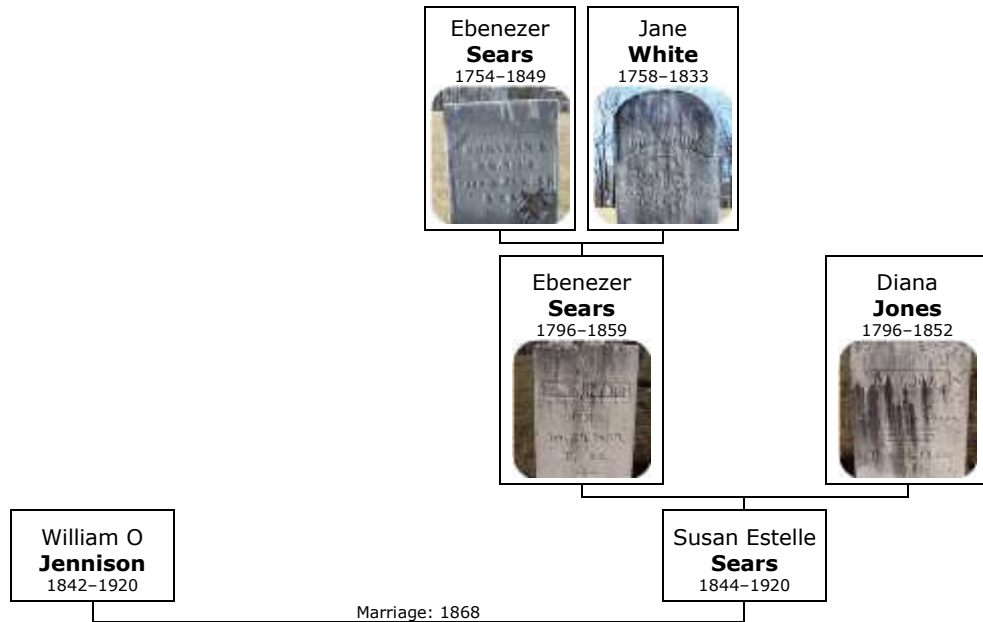 Ebenezer
Sears
1754–1849
Jane
White
1758–1833
Ebenezer
Sears
1796–1859
Diana
Jones
1796–1852
William O
Jennison
1842–1920
Susan Estelle
Sears
1844–1920
Marriage: 1868